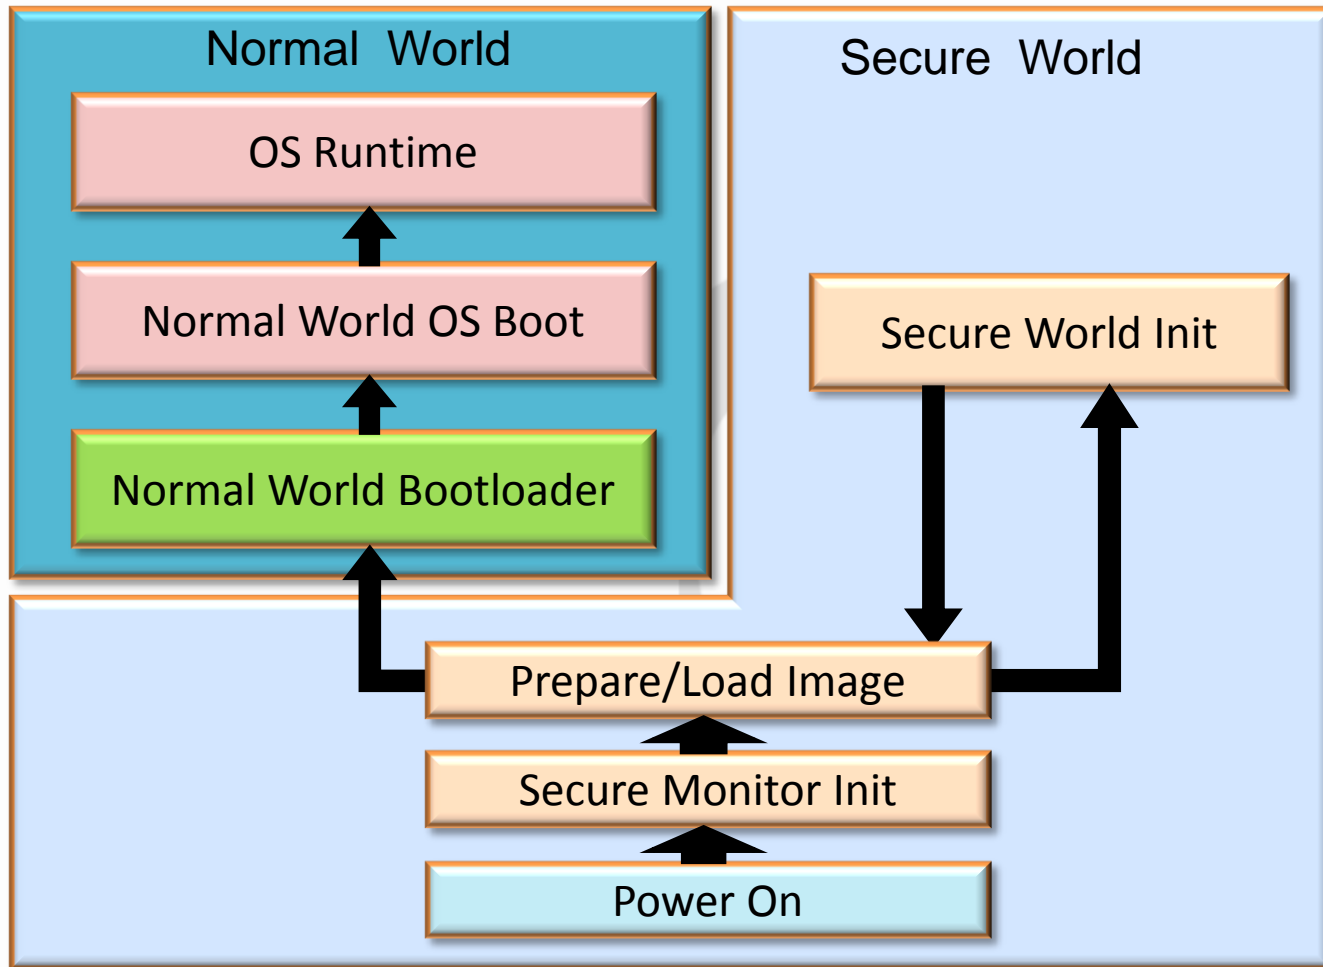 Normal World
Secure World
OS Runtime
Normal World OS Boot
Secure World Init
Normal World Bootloader
Prepare/Load Image
Secure Monitor Init
Power On